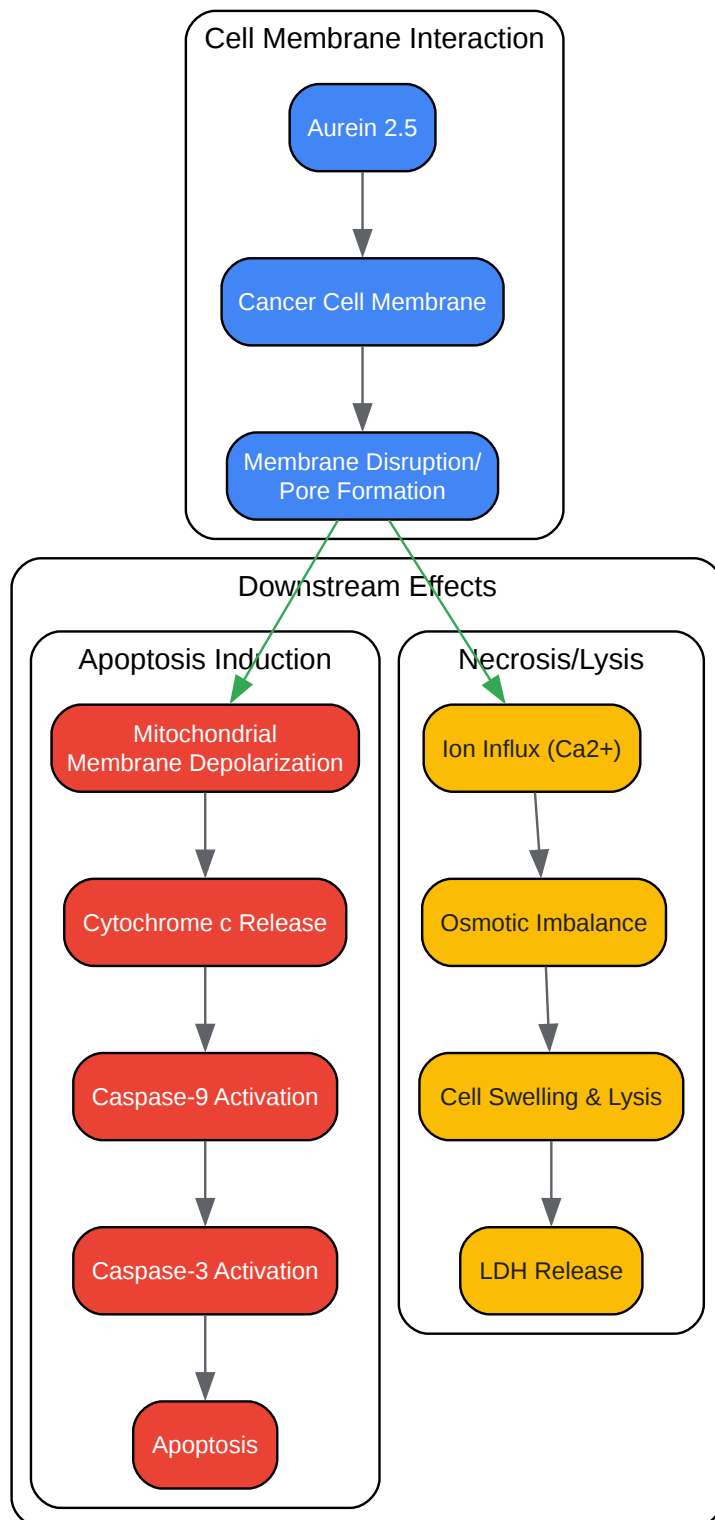 Cell Membrane Interaction
Aurein 2.5
Cancer Cell Membrane
Membrane Disruption/
Pore Formation
Downstream Effects
Apoptosis Induction
Mitochondrial
Membrane Depolarization
Cytochrome c Release
Caspase-9 Activation
Caspase-3 Activation
Apoptosis
Necrosis/Lysis
Ion Influx (Ca2+)
Osmotic Imbalance
Cell Swelling & Lysis
LDH Release